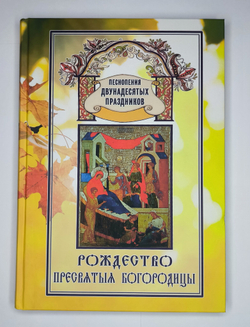 ПЕСНОПЕНИЯ
ДВУНАДЕСЯТЫХ
ПРАЗДНИКОВ
РОЖДЕСТВО
ПРЕСВЯТЫЯ БОГОРОДИЦЫ